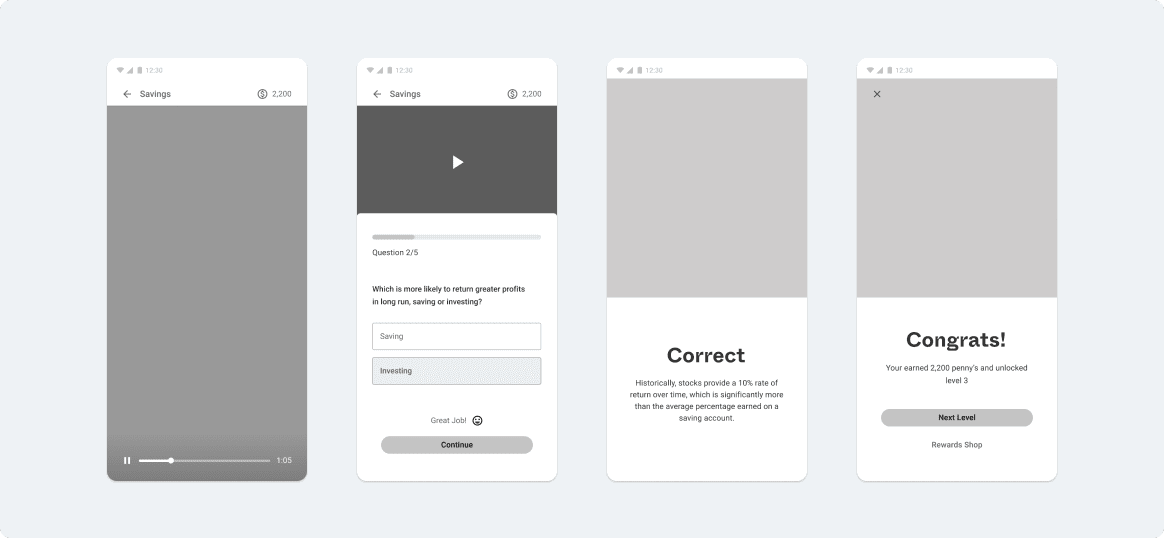 12:30
Savings
2,200
1:05
12:30
Savings
2,200
Question 2/5
Which is more likely to return greater profits
in long run, saving or investing?
Saving
Investing
Great Job!
Continue
12:30
Correct
Historically, stocks provide a 10% rate of
return over time, which is significantly more
than the average percentage earned on a
saving account.
12:30
Congrats!
Your earned 2,200 penny's and unlocked
level 3
Next Level
Rewards Shop